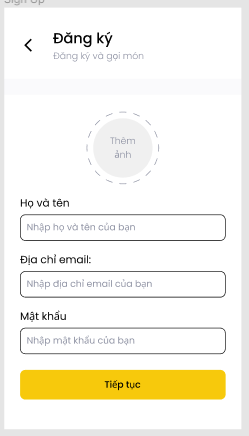 Sign Up
Đăng ký
Đăng ký và gọi món
Thêm
ảnh
Họ và tên
Nhập họ và tên của bạn
Địa chỉ email:
Nhập địa chỉ email của bạn
Mật khẩu
Nhập mật khẩu của bạn
Tiếp tục